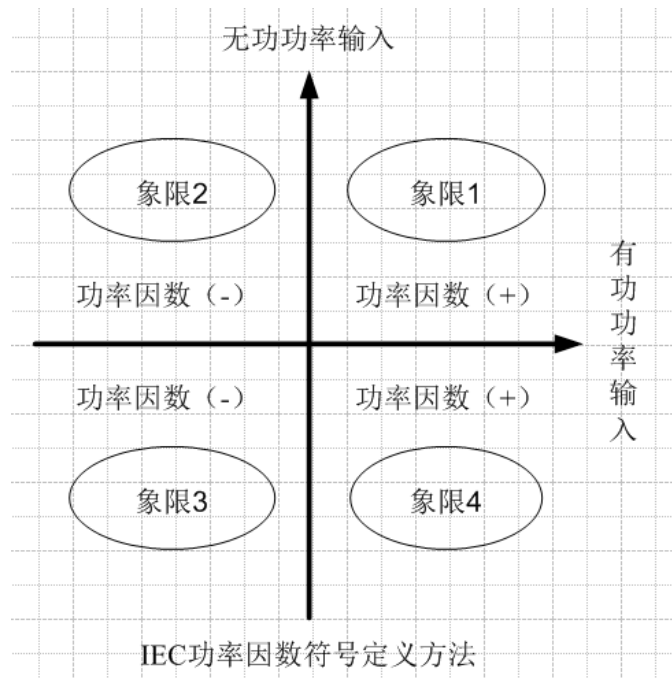 无功功率输入
象限2
象限1
功率因数（-）
功率因数（+）
有功功率输入
功率因数（-）
功率因数（+）
象限3
象限4
IEC功率因数符号定义方法